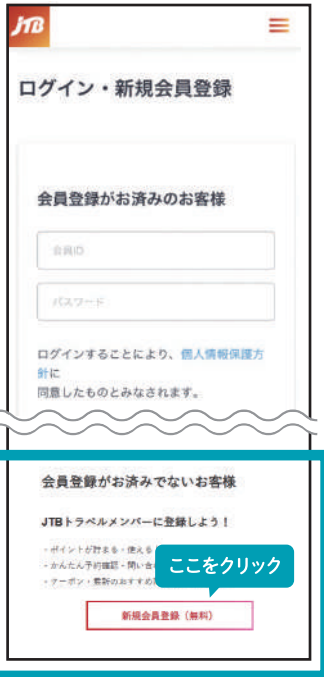 JTB
ログイン・新規会員登録
会員登録がお済みのお客様
会員ID
パスワード
ログインすることにより、個人情報保護方
針に
同意したものとみなされます。
会員登録がお済みでないお客様
JTBトラベルメンバーに登録しよう！
・ポイントが貯まる・使える
・かんたん予約確認・問い合
・クーポン・最新のおすすめ
ここをクリック
新規会員登録（無料）